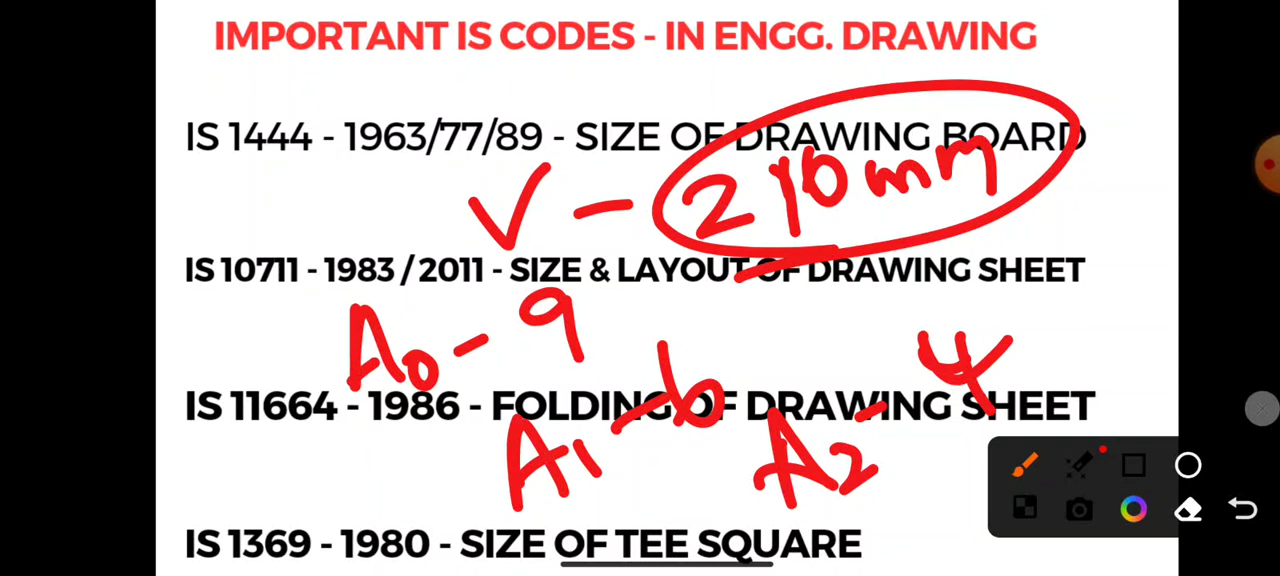 IMPORTANT IS CODES - IN ENGG. DRAWING
IS 1444 - 1963/77/89 - SIZE OF DRAWING BOARD
✓ - 210mm
IS 10711 - 1983 / 2011 - SIZE & LAYOUT OF DRAWING SHEET
A0 - 9
IS 11664 - 1986 - FOLDING OF DRAWING SHEET
A1 - 6
A2 - 4
IS 1369 - 1980 - SIZE OF TEE SQUARE